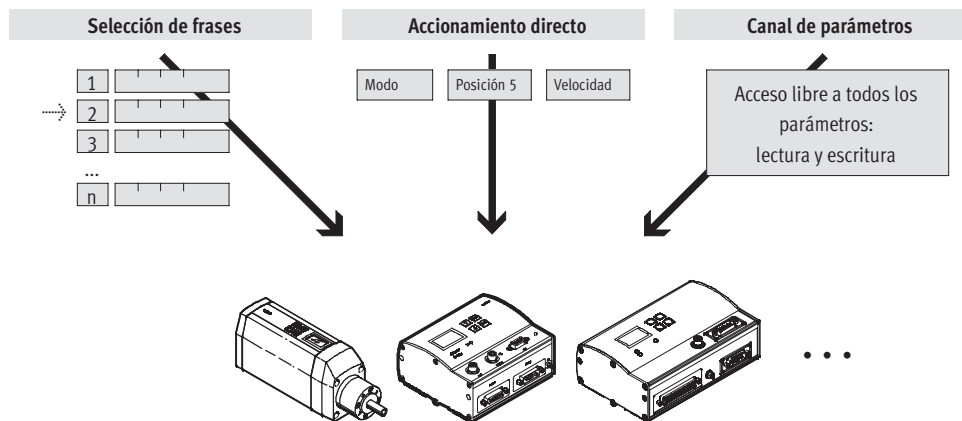 Selección de frases
Accionamiento directo
Canal de parámetros
1
2
3
...
n
Modo
Posición 5
Velocidad
Acceso libre a todos los
parámetros:
lectura y escritura